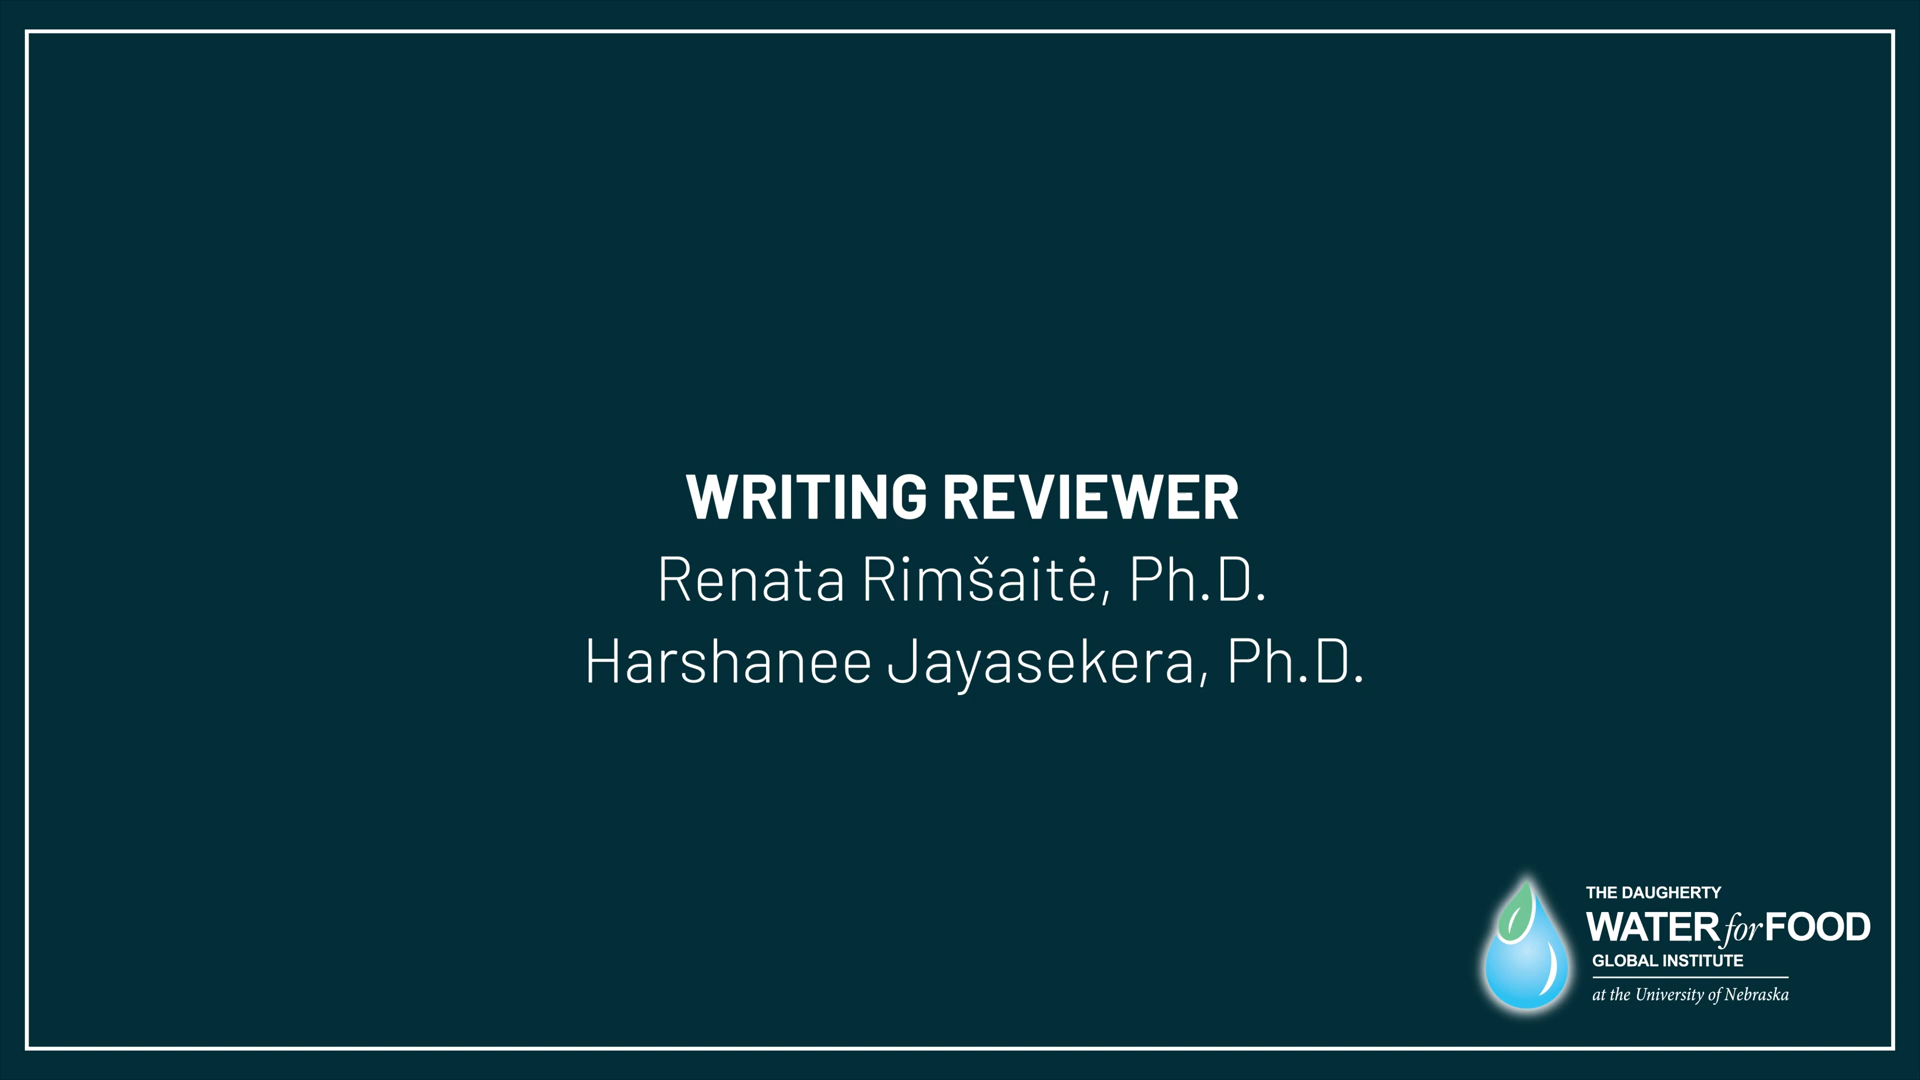 WRITING REVIEWER
Renata Rimšaitė, Ph.D.
Harshanee Jayasekera, Ph.D.
THE DAUGHERTY
WATER for FOOD
GLOBAL INSTITUTE
at the University of Nebraska